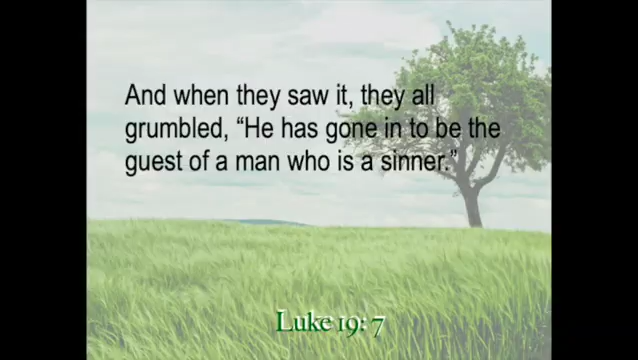 And when they saw it, they all
grumbled, “He has gone in to be the
guest of a man who is a sinner.”
Luke 19: 7